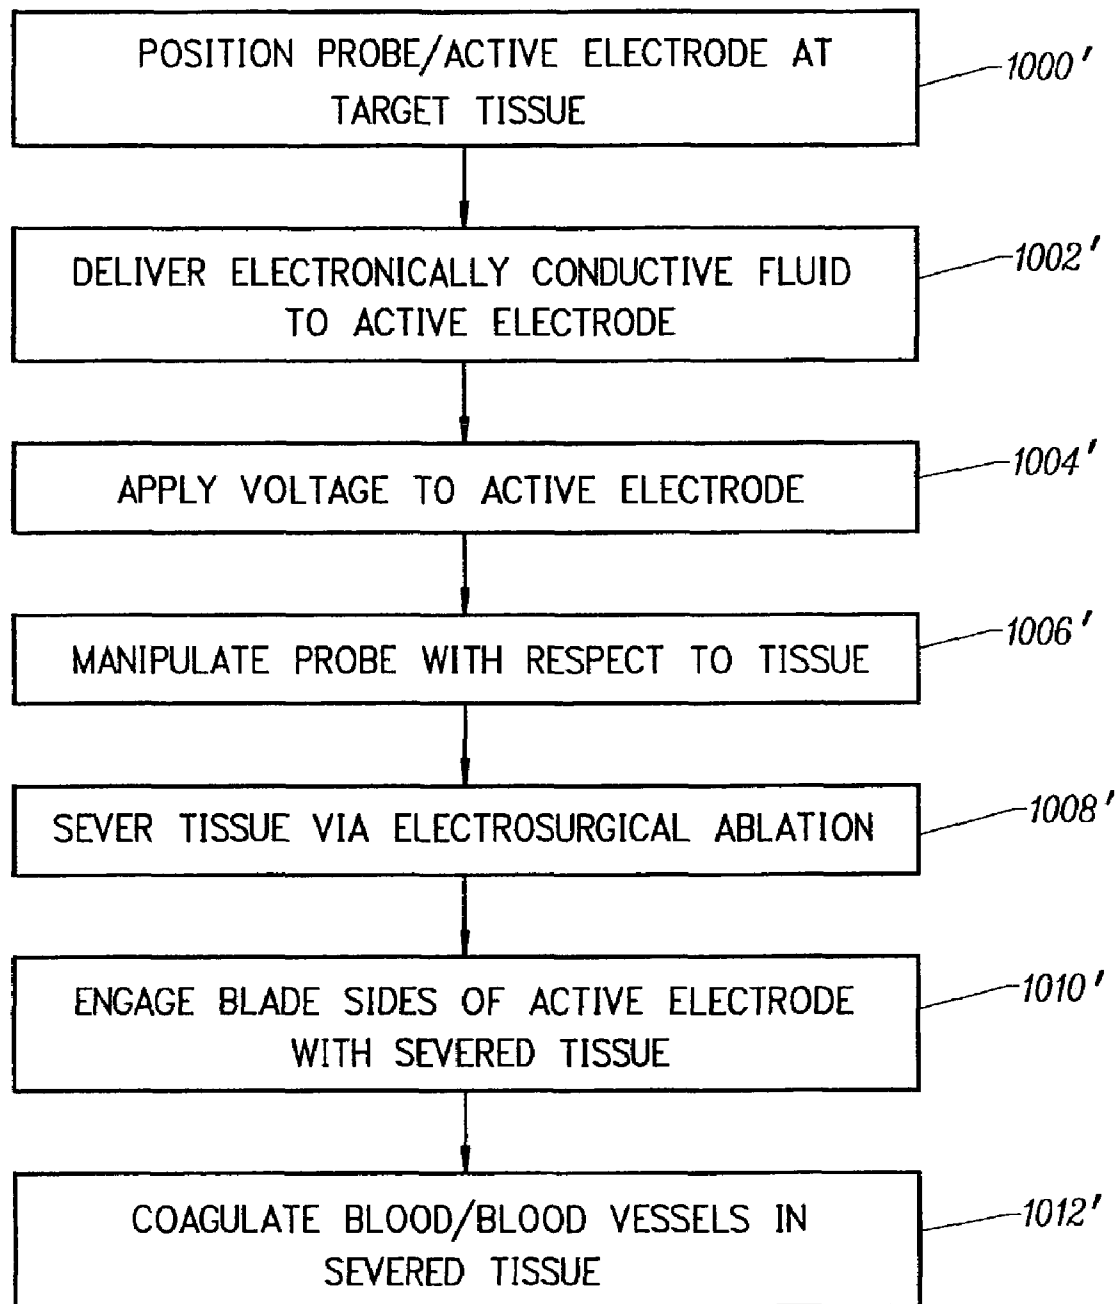 POSITION PROBE/ACTIVE ELECTRODE AT
TARGET TISSUE
1000'
DELIVER ELECTRONICALLY CONDUCTIVE FLUID
TO ACTIVE ELECTRODE
1002'
APPLY VOLTAGE TO ACTIVE ELECTRODE
1004'
MANIPULATE PROBE WITH RESPECT TO TISSUE
1006'
SEVER TISSUE VIA ELECTROSURGICAL ABLATION
1008'
ENGAGE BLADE SIDES OF ACTIVE ELECTRODE
WITH SEVERED TISSUE
1010'
COAGULATE BLOOD/BLOOD VESSELS IN
SEVERED TISSUE
1012'